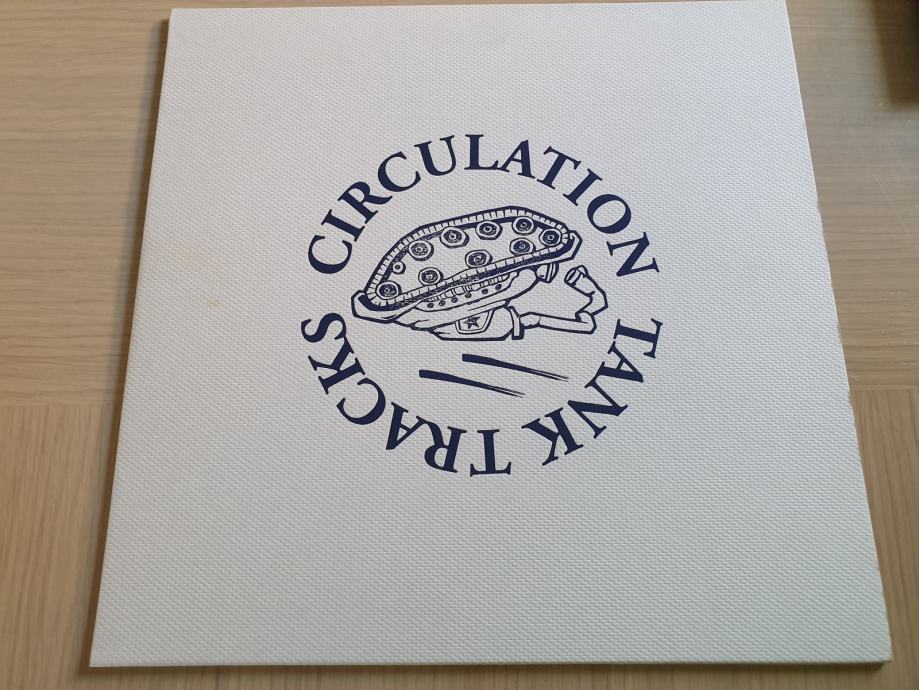 CIRCULATION TANK TRACKS